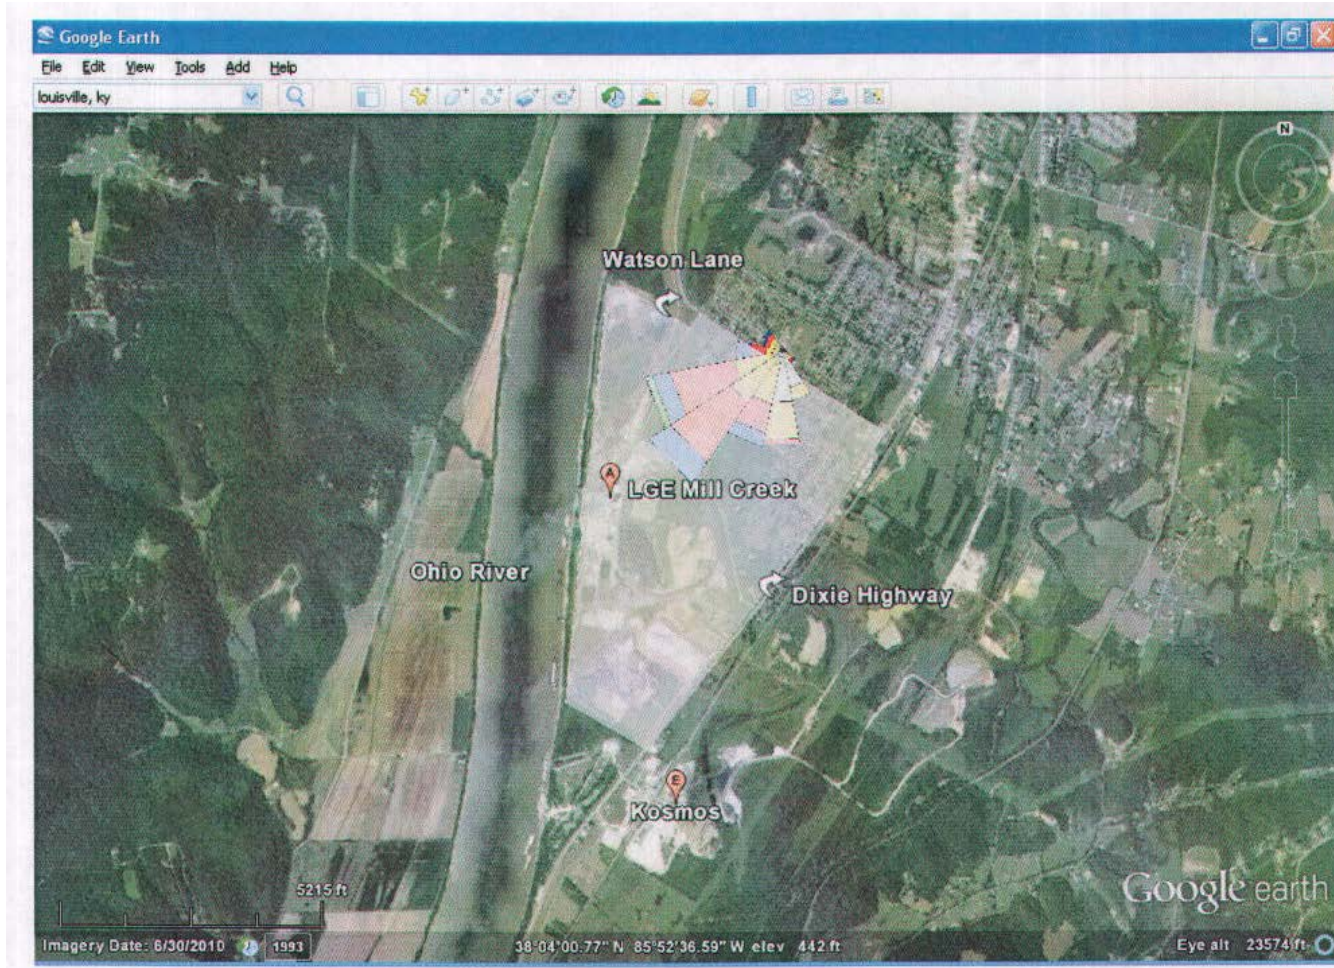 Google Earth
File Edit View Tools Add Help
louisville, ky
N
Watson Lane
A
LGE Mill Creek
Ohio River
Dixie Highway
E
Kosmos
5215 ft
Google earth
Imagery Date: 6/30/2010 1993 38°04'00.77" N 85°52'36.59" W elev 442 ft Eye alt 23574 ft